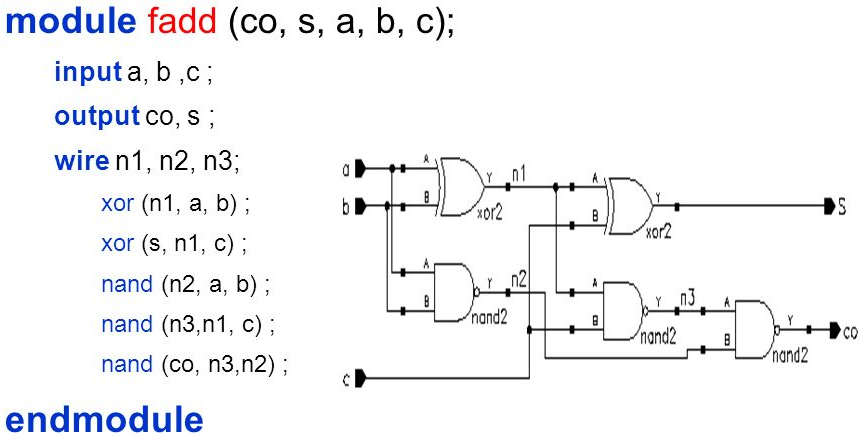 module fadd (co, s, a, b, c);
input a, b ,c ;
output co, s ;
wire n1, n2, n3;
xor (n1, a, b) ;
xor (s, n1, c) ;
nand (n2, a, b) ;
nand (n3,n1, c) ;
nand (co, n3,n2) ;
endmodule
a
b
c
A
B
Y
xor2
n1
A
B
Y
xor2
S
A
B
Y
nand2
n2
A
B
Y
nand2
n3
A
B
Y
nand2
co